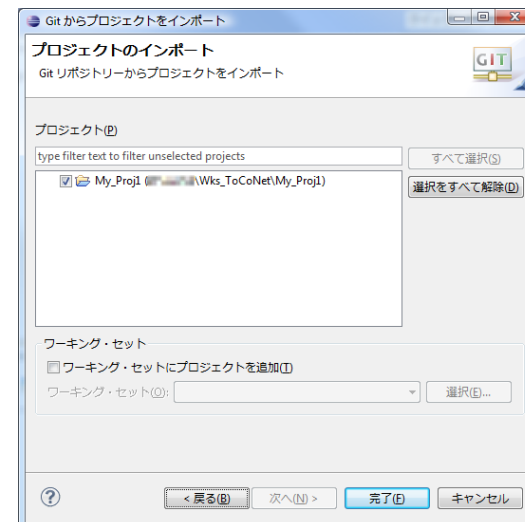 Git からプロジェクトをインポート
プロジェクトのインポート
Git リポジトリーからプロジェクトをインポート
GIT
プロジェクト(P)
type filter text to filter unselected projects
すべて選択(S)
My_Proj1 (\Wks_ToCoNet\My_Proj1)
選択をすべて解除(D)
ワーキング・セット
ワーキング・セットにプロジェクトを追加(T)
ワーキング・セット(O):
選択(E)...
< 戻る(B)
次へ(N) >
完了(F)
キャンセル